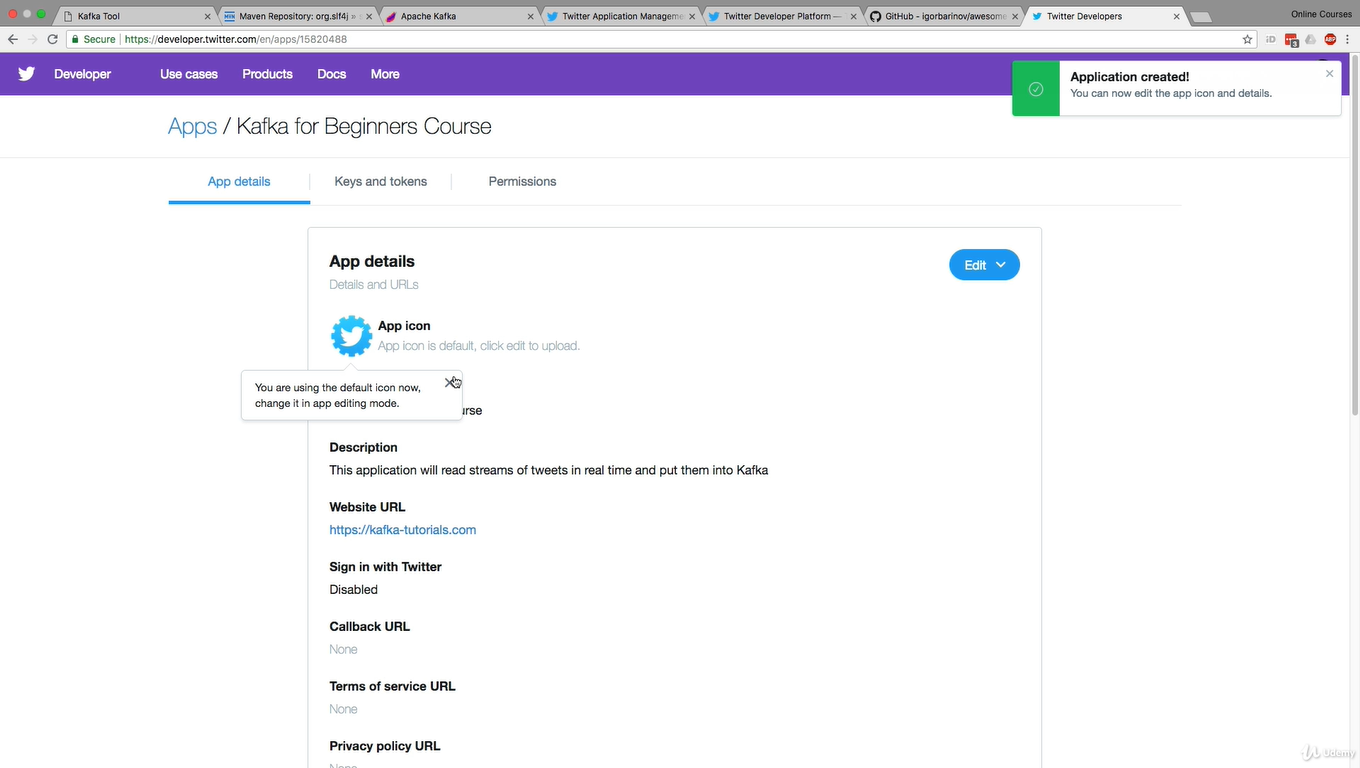 Kafka Tool
Maven Repository: org.slf4j » s
Apache Kafka
Twitter Application Manageme
Twitter Developer Platform —
GitHub - igorbarinov/awesome
Twitter Developers
Online Courses
Secure https://developer.twitter.com/en/apps/15820488
iD
3
ABP
Developer
Use cases
Products
Docs
More
Application created!
You can now edit the app icon and details.
Apps / Kafka for Beginners Course
App details
Keys and tokens
Permissions
App details
Edit
Details and URLs
App icon
App icon is default, click edit to upload.
You are using the default icon now,
change it in app editing mode.
urse
Description
This application will read streams of tweets in real time and put them into Kafka
Website URL
https://kafka-tutorials.com
Sign in with Twitter
Disabled
Callback URL
None
Terms of service URL
None
Privacy policy URL
None
Udemy